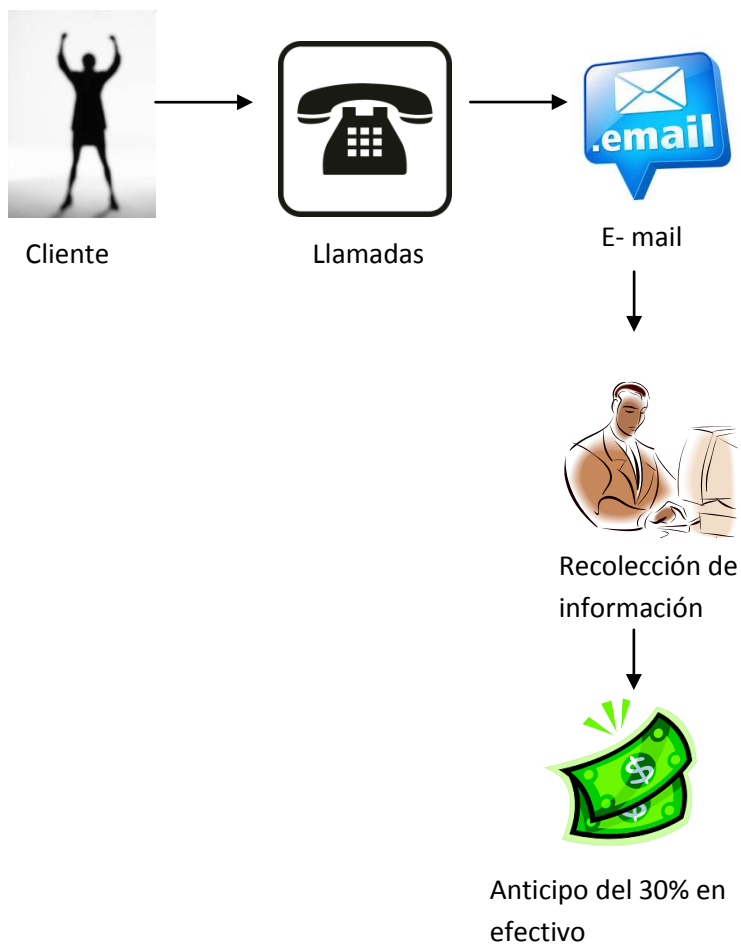 .email
Cliente
Llamadas
E- mail
Recolección de
información
$
$
Anticipo del 30% en
efectivo